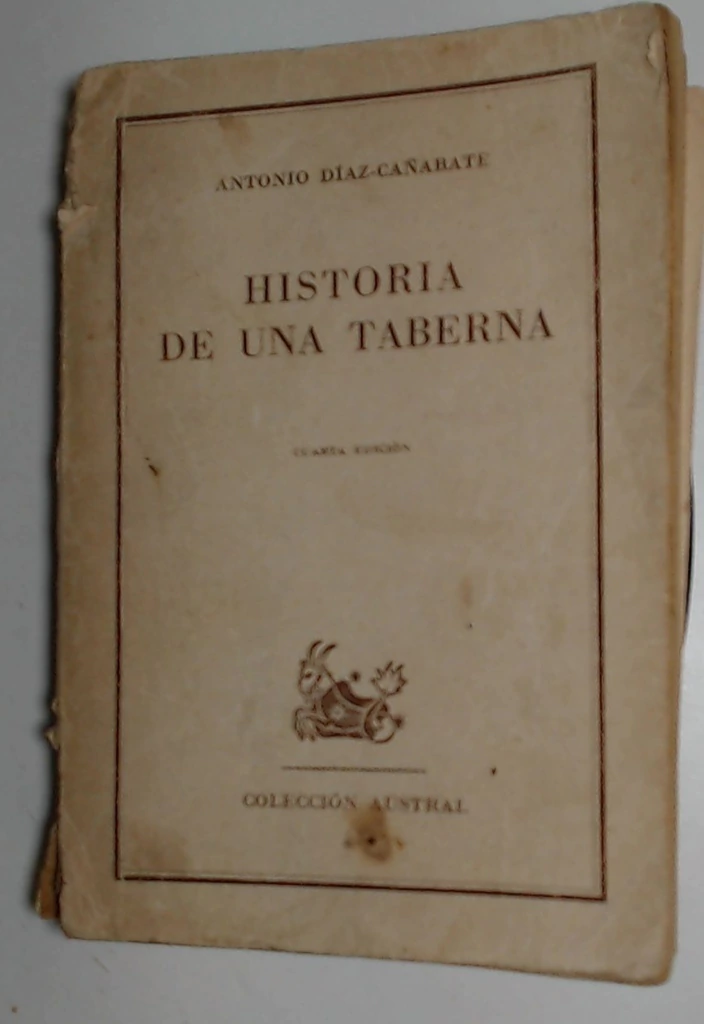 ANTONIO DÍAZ-CAÑABATE
HISTORIA
DE UNA TABERNA
CUARTA EDICIÓN
COLECCIÓN AUSTRAL